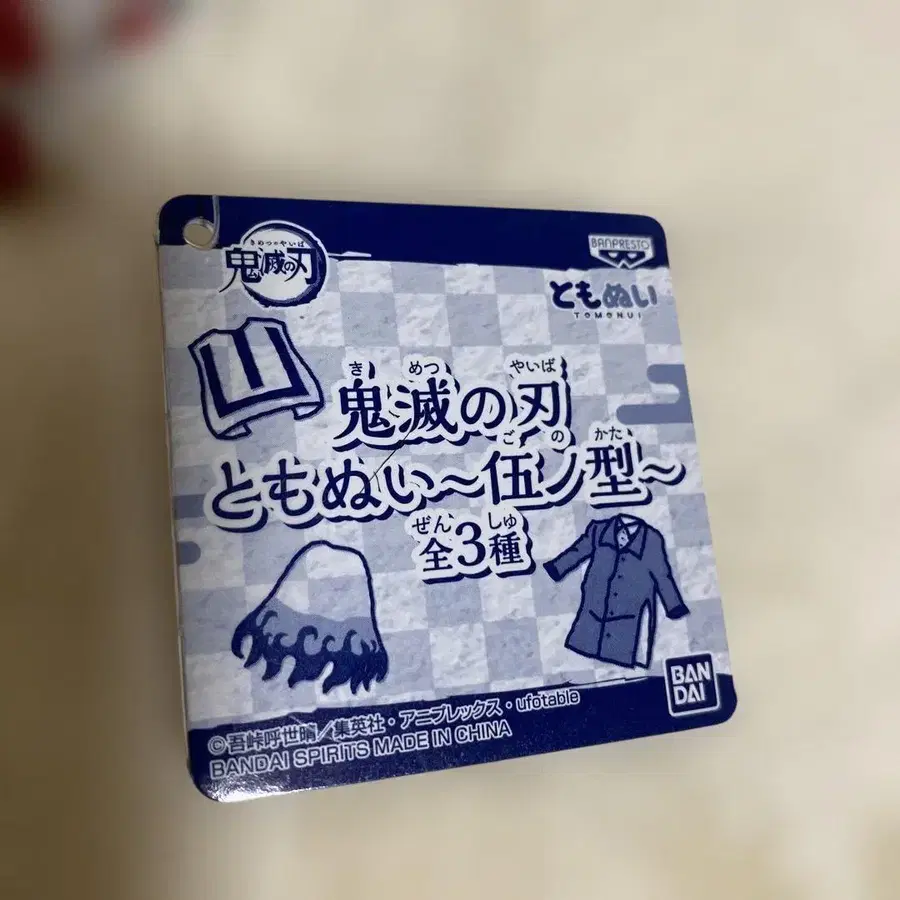 きめつのやいば
鬼滅の刃
BANPRESTO
ともぬい
TOMONUI
き めつ やいば
鬼滅の刃
ごの かた
ともぬい〜伍ノ型〜
ぜん しゅ
全3種
BAN
DAI
©吾峠呼世晴／集英社・アニプレックス・ufotable
BANDAI SPIRITS MADE IN CHINA